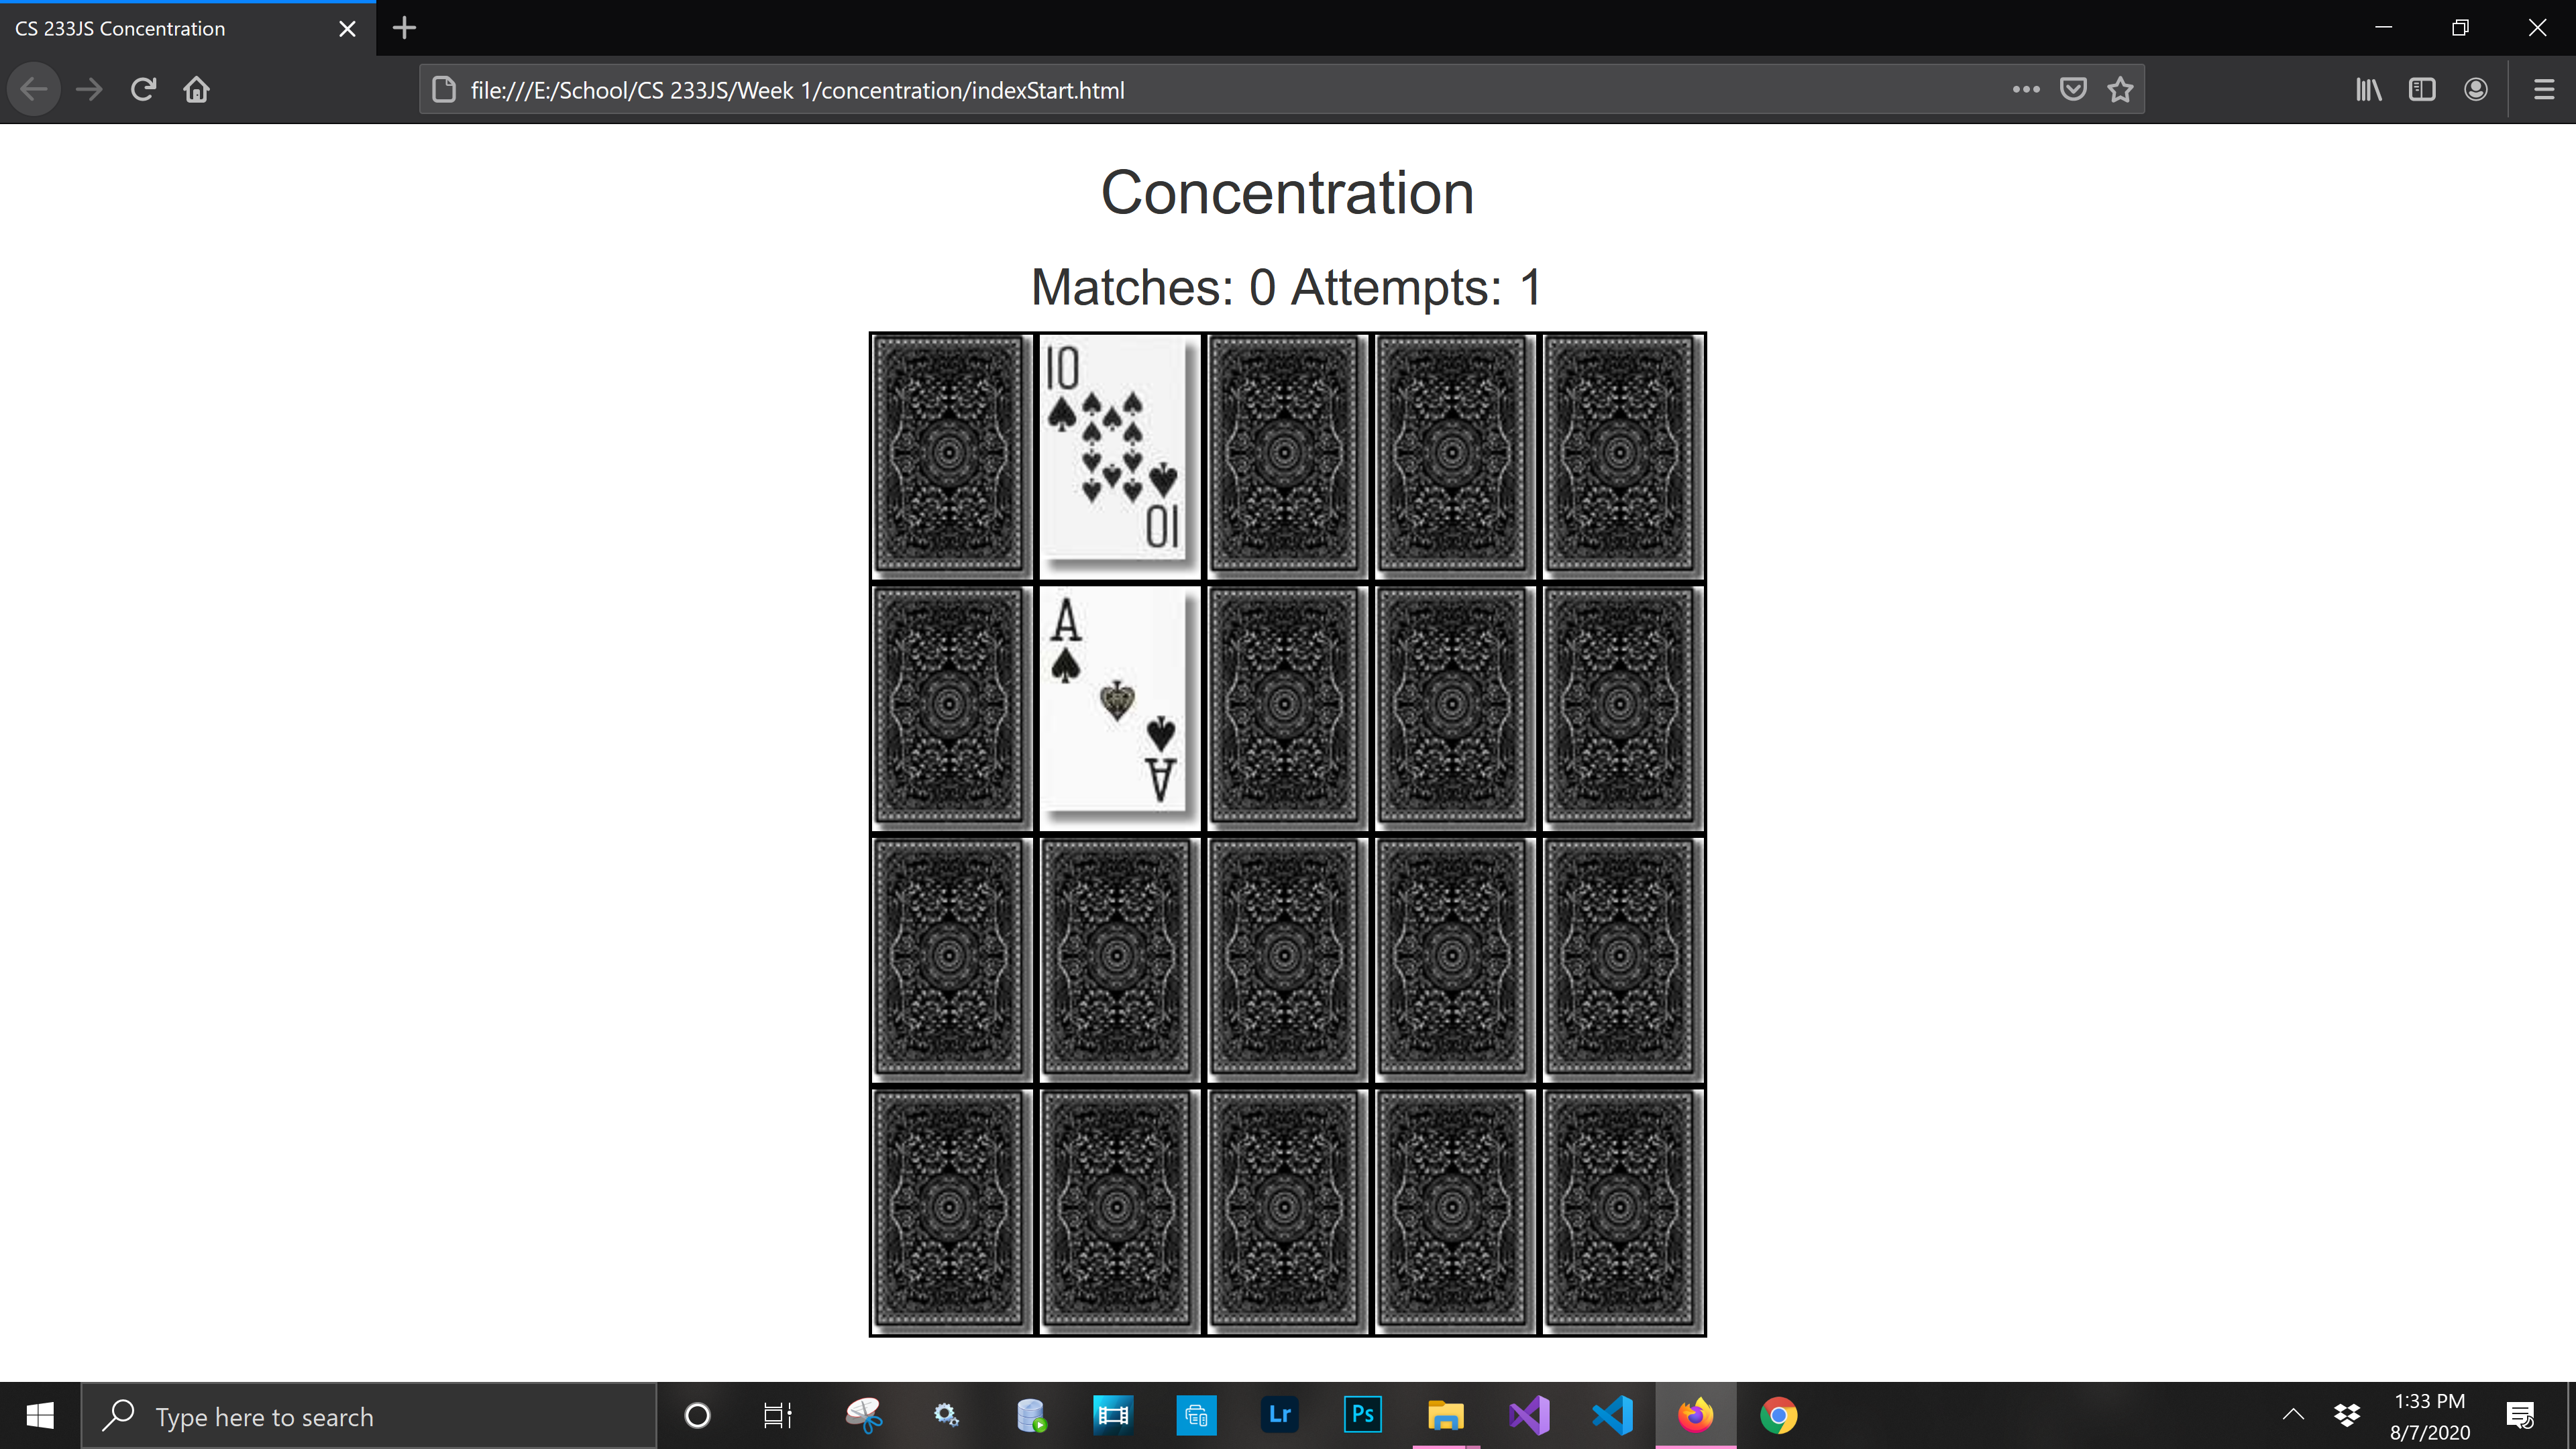 CS 233JS Concentration
file:///E:/School/CS 233JS/Week 1/concentration/indexStart.html
Concentration
Matches: 0 Attempts: 1
10
10
A
A
Type here to search
Lr
Ps
1:33 PM
8/7/2020